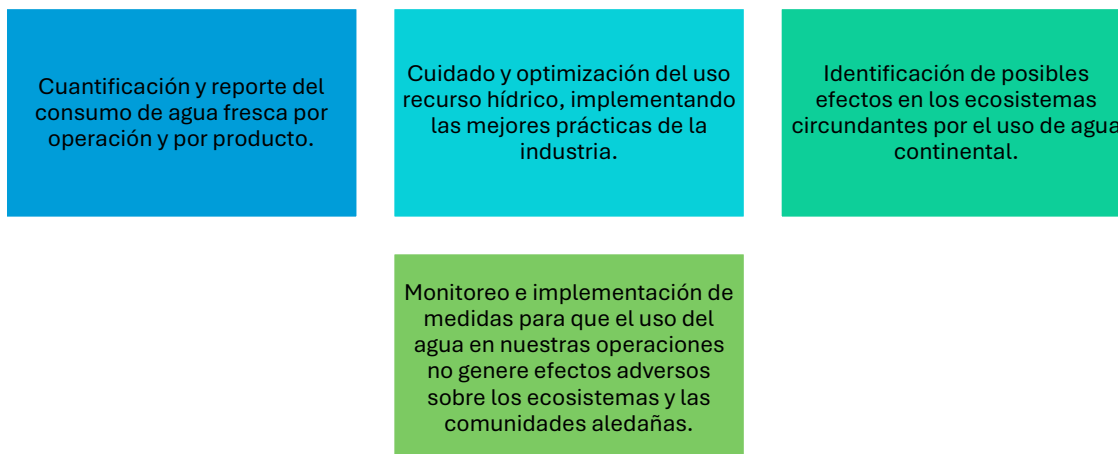 Cuantificación y reporte del
consumo de agua fresca por
operación y por producto.
Cuidado y optimización del uso
recurso hídrico, implementando
las mejores prácticas de la
industria.
Identificación de posibles
efectos en los ecosistemas
circundantes por el uso de agua
continental.
Monitoreo e implementación de
medidas para que el uso del
agua en nuestras operaciones
no genere efectos adversos
sobre los ecosistemas y las
comunidades aledañas.